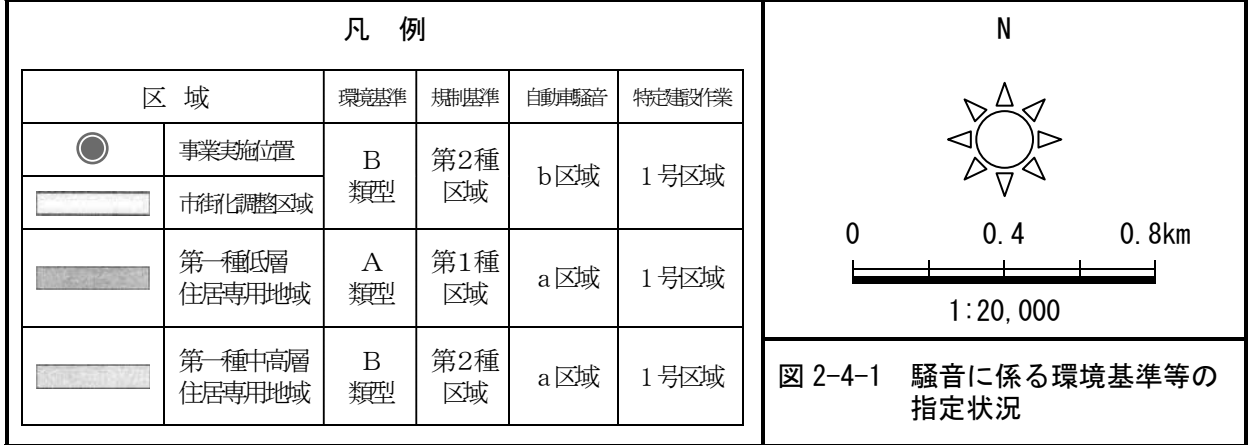 凡 例
区 域 環境基準 規制基準 自動車騒音 特定建設作業
事業実施位置
市街化調整区域
B
類型
第2種
区域
b区域
1号区域
第一種低層
住居専用地域
A
類型
第1種
区域
a区域
1号区域
第一種中高層
住居専用地域
B
類型
第2種
区域
a区域
1号区域
N
0 0.4 0.8km
1:20,000
図 2-4-1 騒音に係る環境基準等の
指定状況